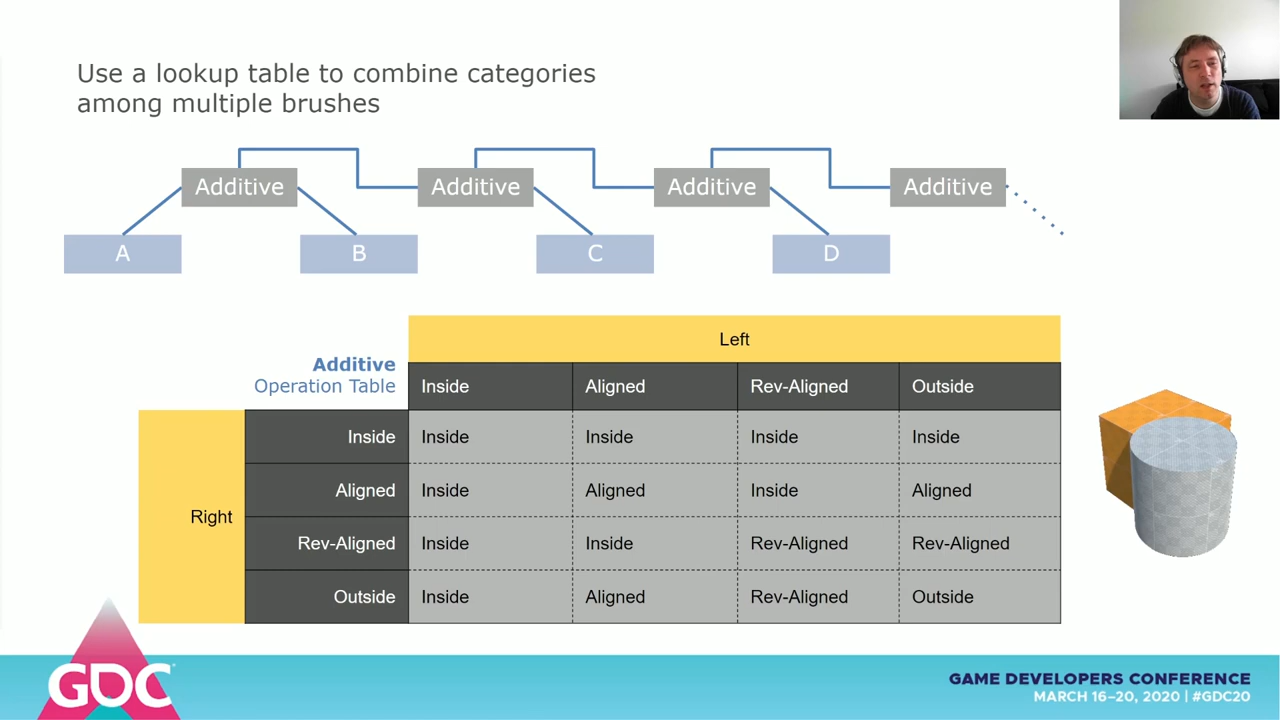 Use a lookup table to combine categories
among multiple brushes
Additive Additive Additive Additive
A B C D
Left
Additive
Operation Table
Inside Aligned Rev-Aligned Outside
Right
Inside Inside Inside Inside Inside
Aligned Inside Aligned Inside Aligned
Rev-Aligned Inside Inside Rev-Aligned Rev-Aligned
Outside Inside Aligned Rev-Aligned Outside
GDC
GAME DEVELOPERS CONFERENCE
MARCH 16–20, 2020 | #GDC20